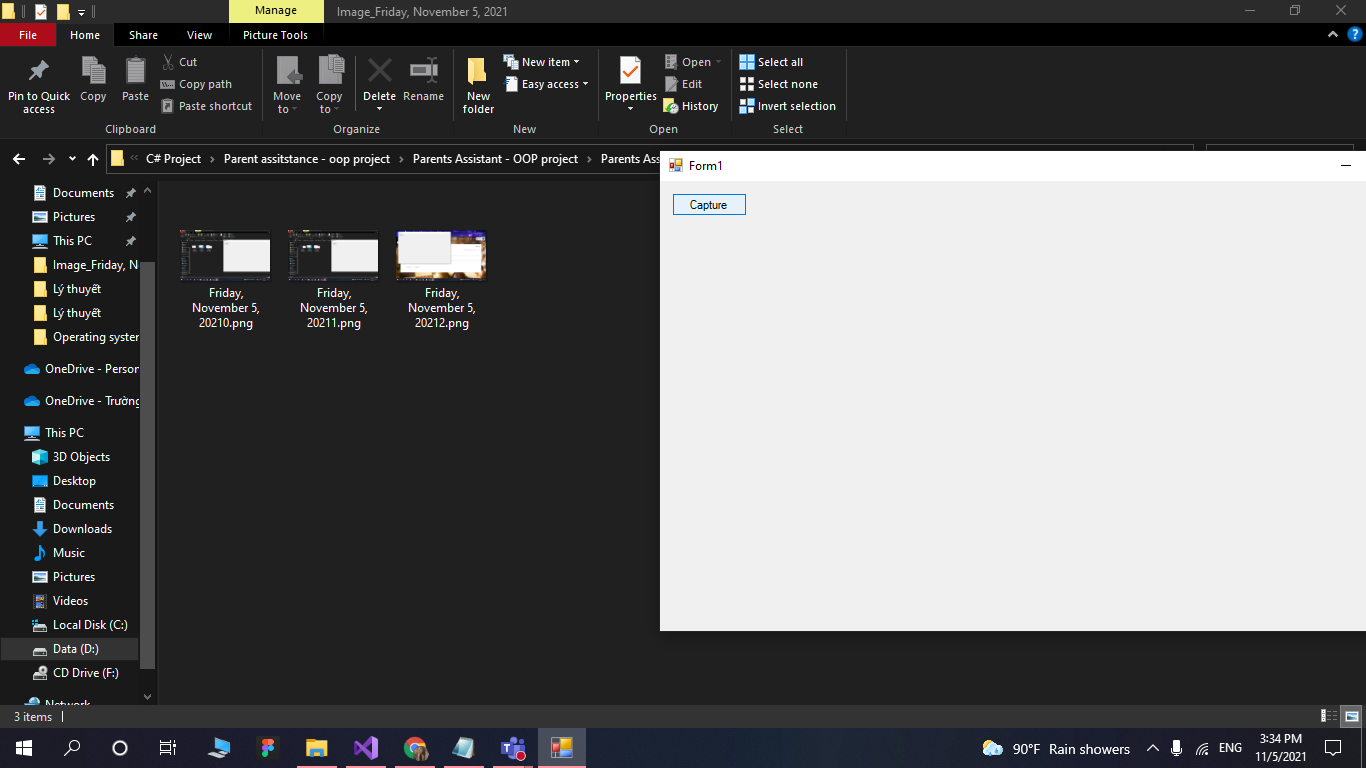 Manage
Image_Friday, November 5, 2021
File
Home
Share
View
Picture Tools
Pin to Quick
access
Copy
Paste
Cut
Copy path
Paste shortcut
Clipboard
Move
to
Copy
to
Delete
Rename
Organize
New
folder
New item
Easy access
New
Properties
Open
Edit
History
Open
Select all
Select none
Invert selection
Select
C# Project
Parent assitstance - oop project
Parents Assistant - OOP project
Parents Ass
Documents
Pictures
This PC
Image_Friday, N
Lý thuyết
Lý thuyết
Operating syster
OneDrive - Person
OneDrive - Trường
This PC
3D Objects
Desktop
Documents
Downloads
Music
Pictures
Videos
Local Disk (C:)
Data (D:)
CD Drive (F:)
Network
Friday,
November 5,
20210.png
Friday,
November 5,
20211.png
Friday,
November 5,
20212.png
Form1
Capture
3 items
90°F Rain showers
ENG
3:34 PM
11/5/2021